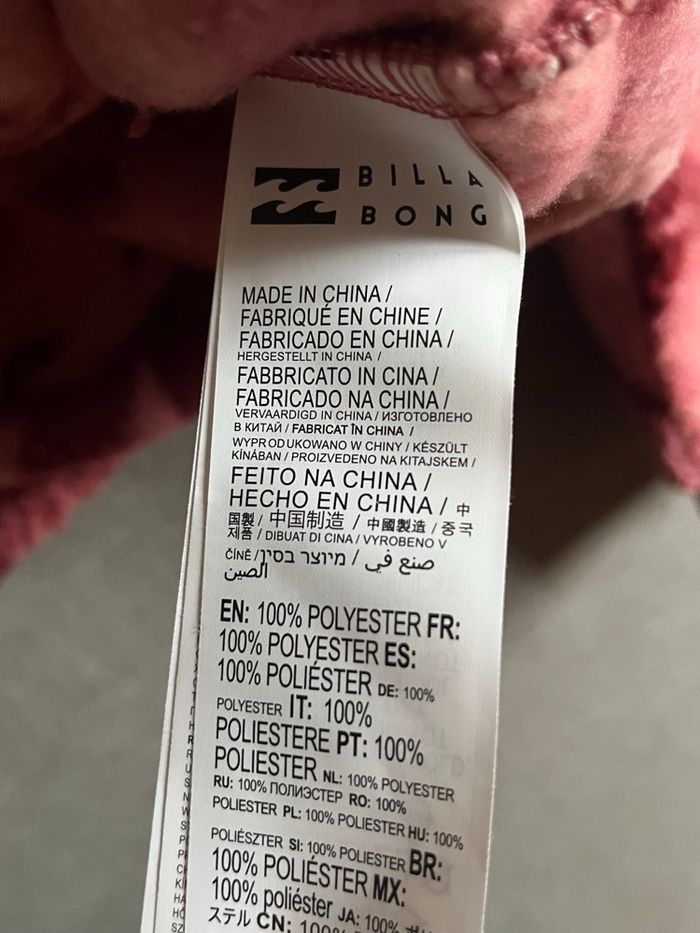 BILLA
BONG
MADE IN CHINA /
FABRIQUÉ EN CHINE /
FABRICADO EN CHINA /
HERGESTELLT IN CHINA /
FABBRICATO IN CINA /
FABRICADO NA CHINA /
VERVAARDIGD IN CHINA / ИЗГОТОВЛЕНО
В КИТАЙ / FABRICAT ÎN CHINA /
WYPRODUKOWANO W CHINY / KÉSZÜLT
KÍNÁBAN / PROIZVEDENO NA KITAJSKEM /
FEITO NA CHINA /
HECHO EN CHINA / 中
国製 / 中国制造 / 中國製造 / 중국
제품 / DIBUAT DI CINA / VYROBENO V
ČÍNĚ / מיוצר בסין / صنع في
الصين
EN: 100% POLYESTER FR:
100% POLYESTER ES:
100% POLIÉSTER DE: 100%
POLYESTER IT: 100%
POLIESTERE PT: 100%
POLIESTER NL: 100% POLYESTER
RU: 100% ПОЛИЭСТЕР RO: 100%
POLIESTER PL: 100% POLIESTER HU: 100%
POLIÉSZTER SI: 100% POLIESTER BR:
100% POLIÉSTER MX:
100% poliéster JA: 100% ポリ
ステル CN: 100%